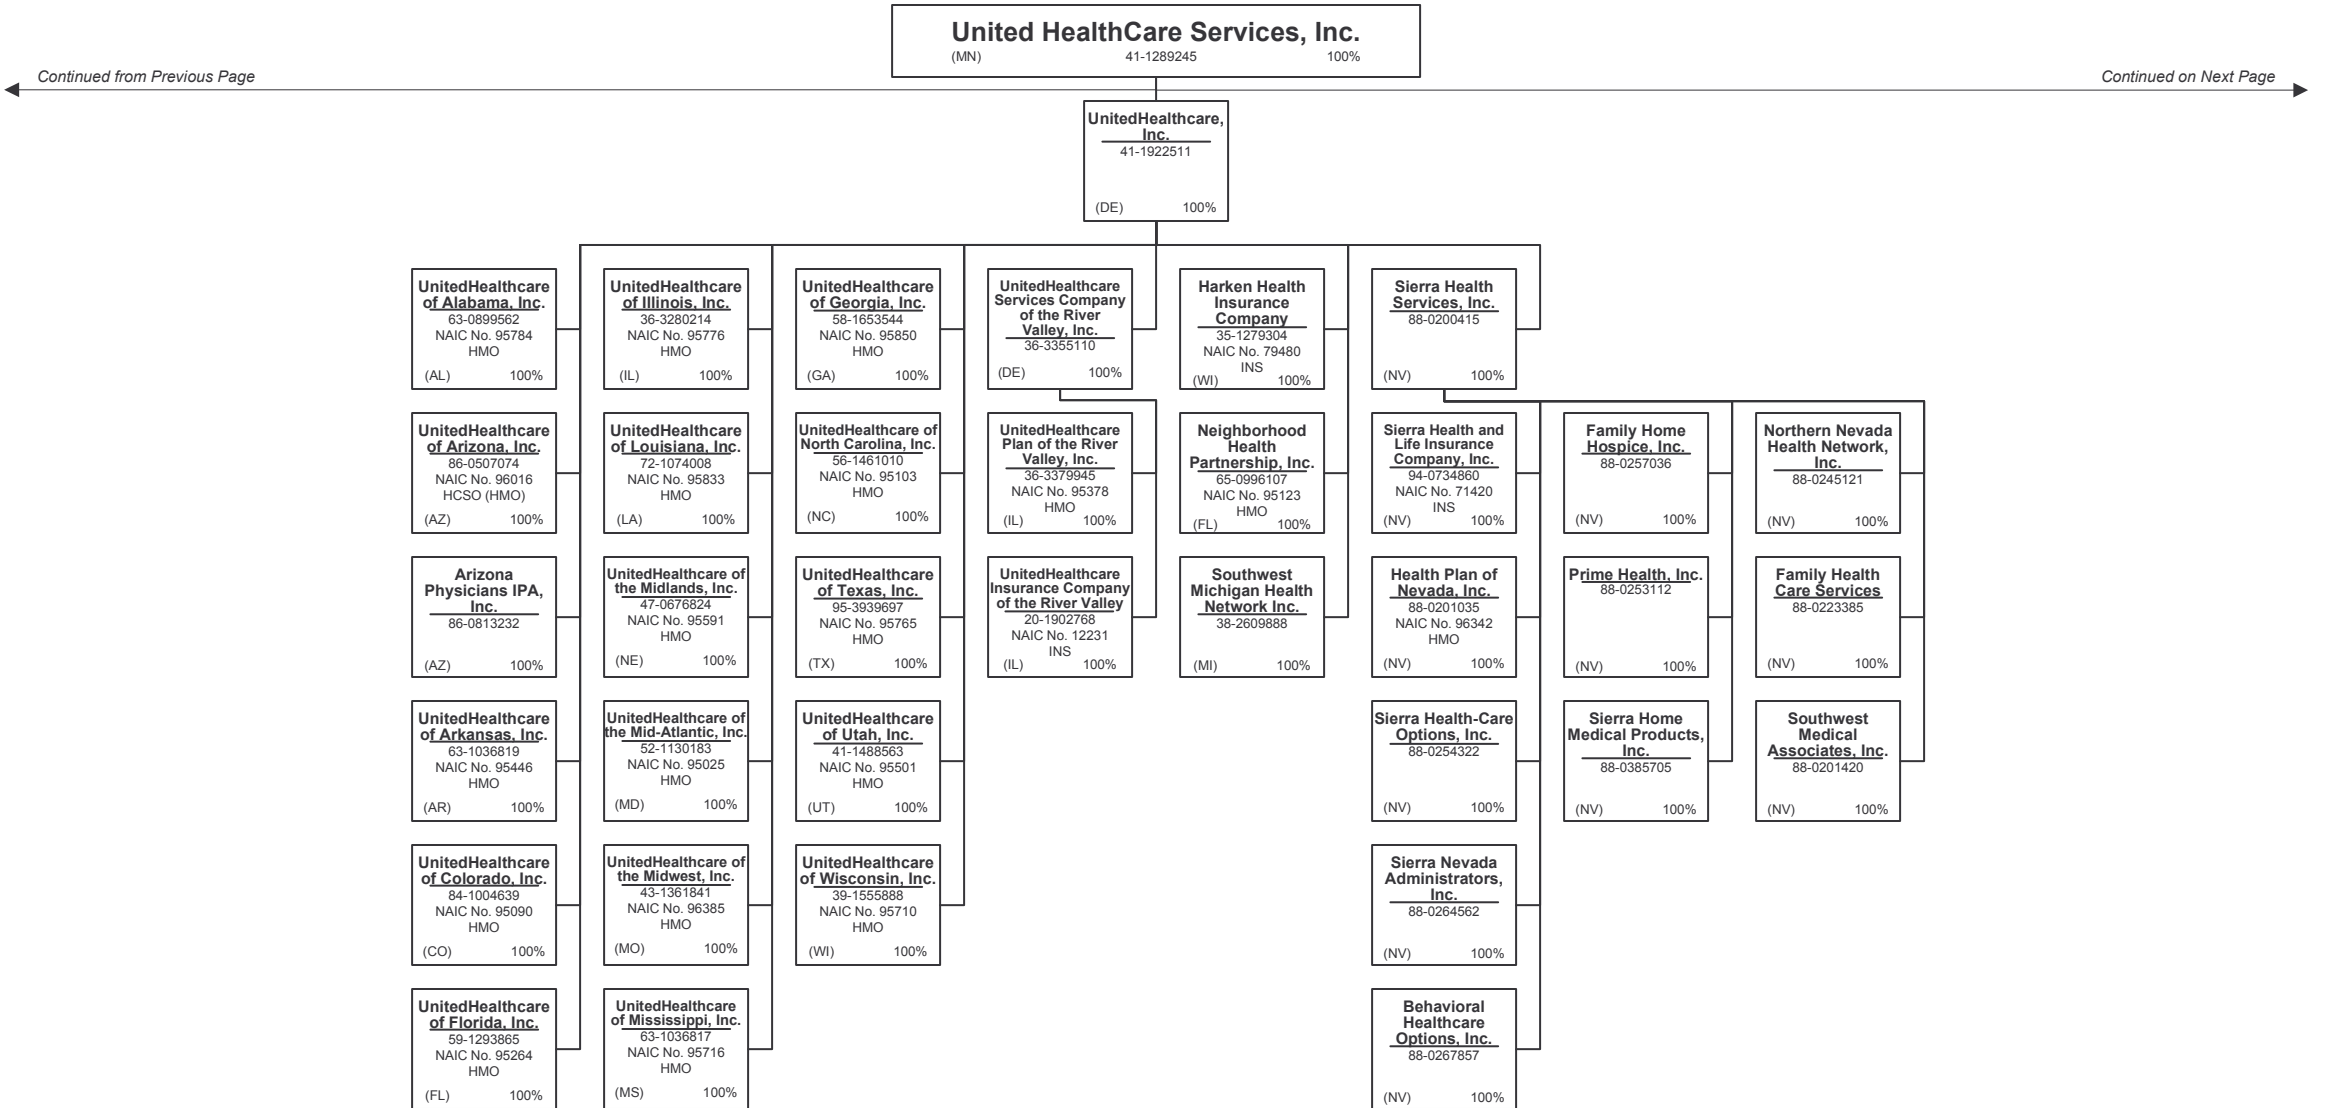 United HealthCare Services, Inc.
(MN) 41-1289245 100%
Continued from Previous Page
Continued on Next Page
UnitedHealthcare,
Inc.
41-1922511
(DE) 100%
UnitedHealthcare
of Alabama, Inc.
63-0899562
NAIC No. 95784
HMO
(AL) 100%
UnitedHealthcare
of Illinois, Inc.
36-3280214
NAIC No. 95776
HMO
(IL) 100%
UnitedHealthcare
of Georgia, Inc.
58-1653544
NAIC No. 95850
HMO
(GA) 100%
UnitedHealthcare
Services Company
of the River
Valley, Inc.
36-3355110
(DE) 100%
Harken Health
Insurance
Company
35-1279304
NAIC No. 79480
INS
(WI) 100%
Sierra Health
Services, Inc.
88-0200415
(NV) 100%
UnitedHealthcare
of Arizona, Inc.
86-0507074
NAIC No. 96016
HCSO (HMO)
(AZ) 100%
UnitedHealthcare
of Louisiana, Inc.
72-1074008
NAIC No. 95833
HMO
(LA) 100%
UnitedHealthcare of
North Carolina, Inc.
56-1461010
NAIC No. 95103
HMO
(NC) 100%
UnitedHealthcare
Plan of the River
Valley, Inc.
36-3379945
NAIC No. 95378
HMO
(IL) 100%
Neighborhood
Health
Partnership, Inc.
65-0996107
NAIC No. 95123
HMO
(FL) 100%
Sierra Health and
Life Insurance
Company, Inc.
94-0734860
NAIC No. 71420
INS
(NV) 100%
Family Home
Hospice, Inc.
88-0257036
(NV) 100%
Northern Nevada
Health Network,
Inc.
88-0245121
(NV) 100%
Arizona
Physicians IPA,
Inc.
86-0813232
(AZ) 100%
UnitedHealthcare of
the Midlands, Inc.
47-0676824
NAIC No. 95591
HMO
(NE) 100%
UnitedHealthcare
of Texas, Inc.
95-3939697
NAIC No. 95765
HMO
(TX) 100%
UnitedHealthcare
Insurance Company
of the River Valley
20-1902768
NAIC No. 12231
INS
(IL) 100%
Southwest
Michigan Health
Network Inc.
38-2609888
(MI) 100%
Health Plan of
Nevada, Inc.
88-0201035
NAIC No. 96342
HMO
(NV) 100%
Prime Health, Inc.
88-0253112
(NV) 100%
Family Health
Care Services
88-0223385
(NV) 100%
UnitedHealthcare
of Arkansas, Inc.
63-1036819
NAIC No. 95446
HMO
(AR) 100%
UnitedHealthcare of
the Mid-Atlantic, Inc.
52-1130183
NAIC No. 95025
HMO
(MD) 100%
UnitedHealthcare
of Utah, Inc.
41-1488563
NAIC No. 95501
HMO
(UT) 100%
Sierra Health-Care
Options, Inc.
88-0254322
(NV) 100%
Sierra Home
Medical Products,
Inc.
88-0385705
(NV) 100%
Southwest
Medical
Associates, Inc.
88-0201420
(NV) 100%
UnitedHealthcare
of Colorado, Inc.
84-1004639
NAIC No. 95090
HMO
(CO) 100%
UnitedHealthcare of
the Midwest, Inc.
43-1361841
NAIC No. 96385
HMO
(MO) 100%
UnitedHealthcare
of Wisconsin, Inc.
39-1555888
NAIC No. 95710
HMO
(WI) 100%
Sierra Nevada
Administrators,
Inc.
88-0264562
(NV) 100%
UnitedHealthcare
of Florida, Inc.
59-1293865
NAIC No. 95264
HMO
(FL) 100%
UnitedHealthcare
of Mississippi, Inc.
63-1036817
NAIC No. 95716
HMO
(MS) 100%
Behavioral
Healthcare
Options, Inc.
88-0267857
(NV) 100%